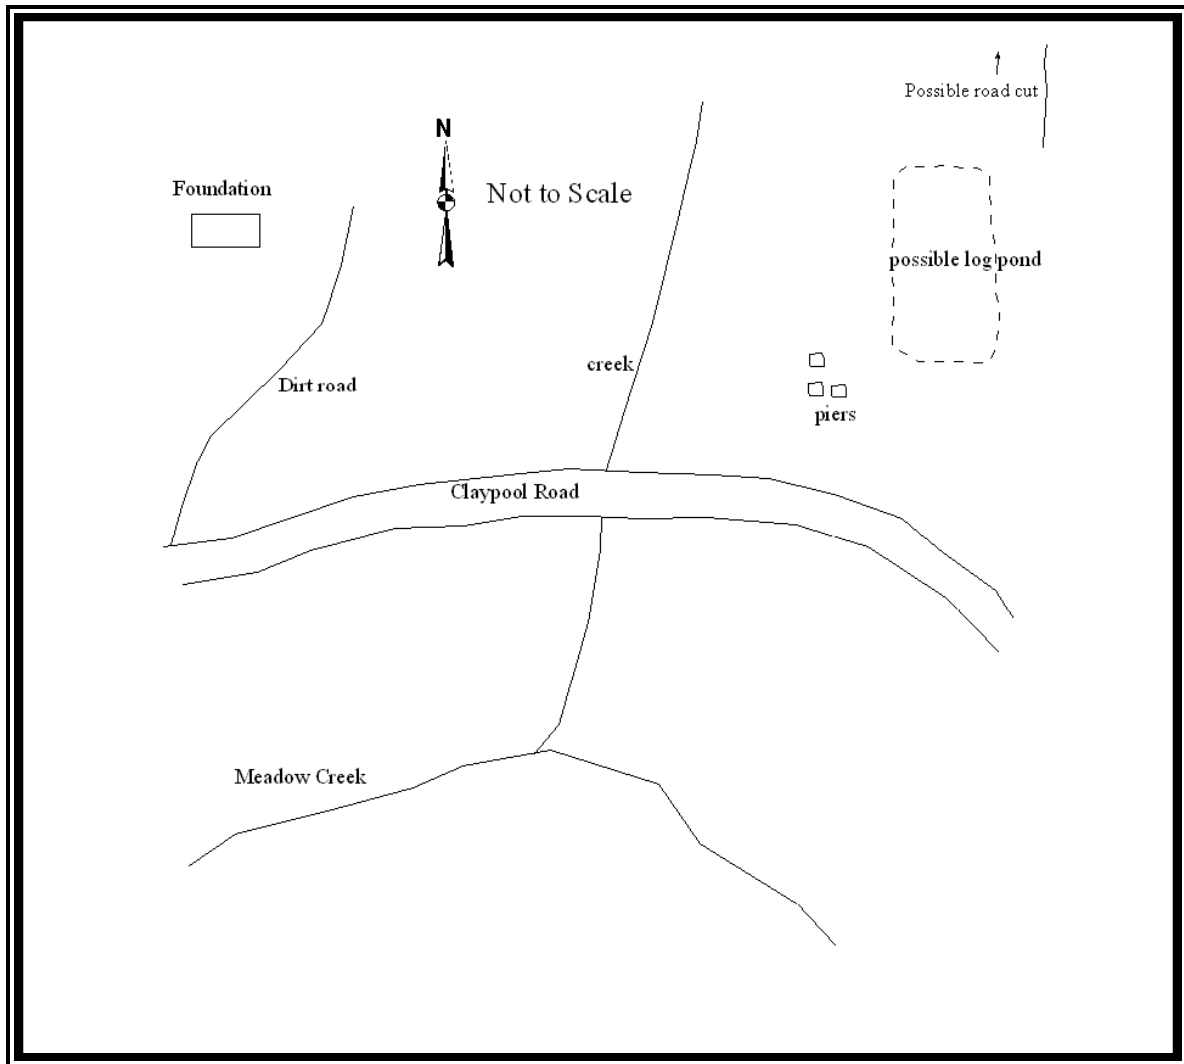 Possible road cut
N
Foundation
Not to Scale
possible log pond
creek
Dirt road
piers
Claypool Road
Meadow Creek